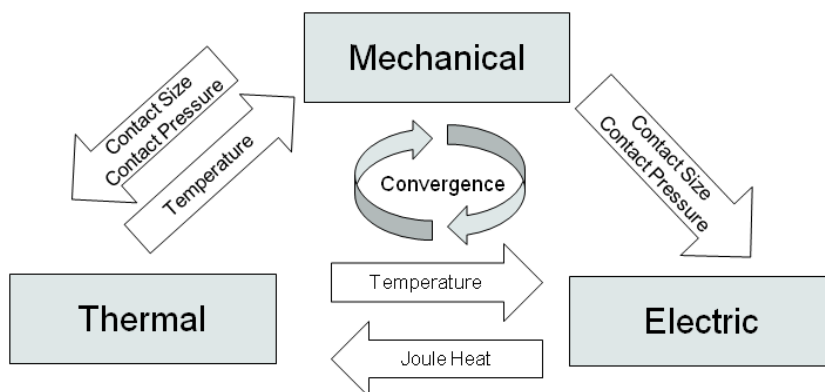 Mechanical
Contact Size
Contact Pressure
Temperature
Contact Size
Contact Pressure
Convergence
Temperature
Thermal
Electric
Joule Heat